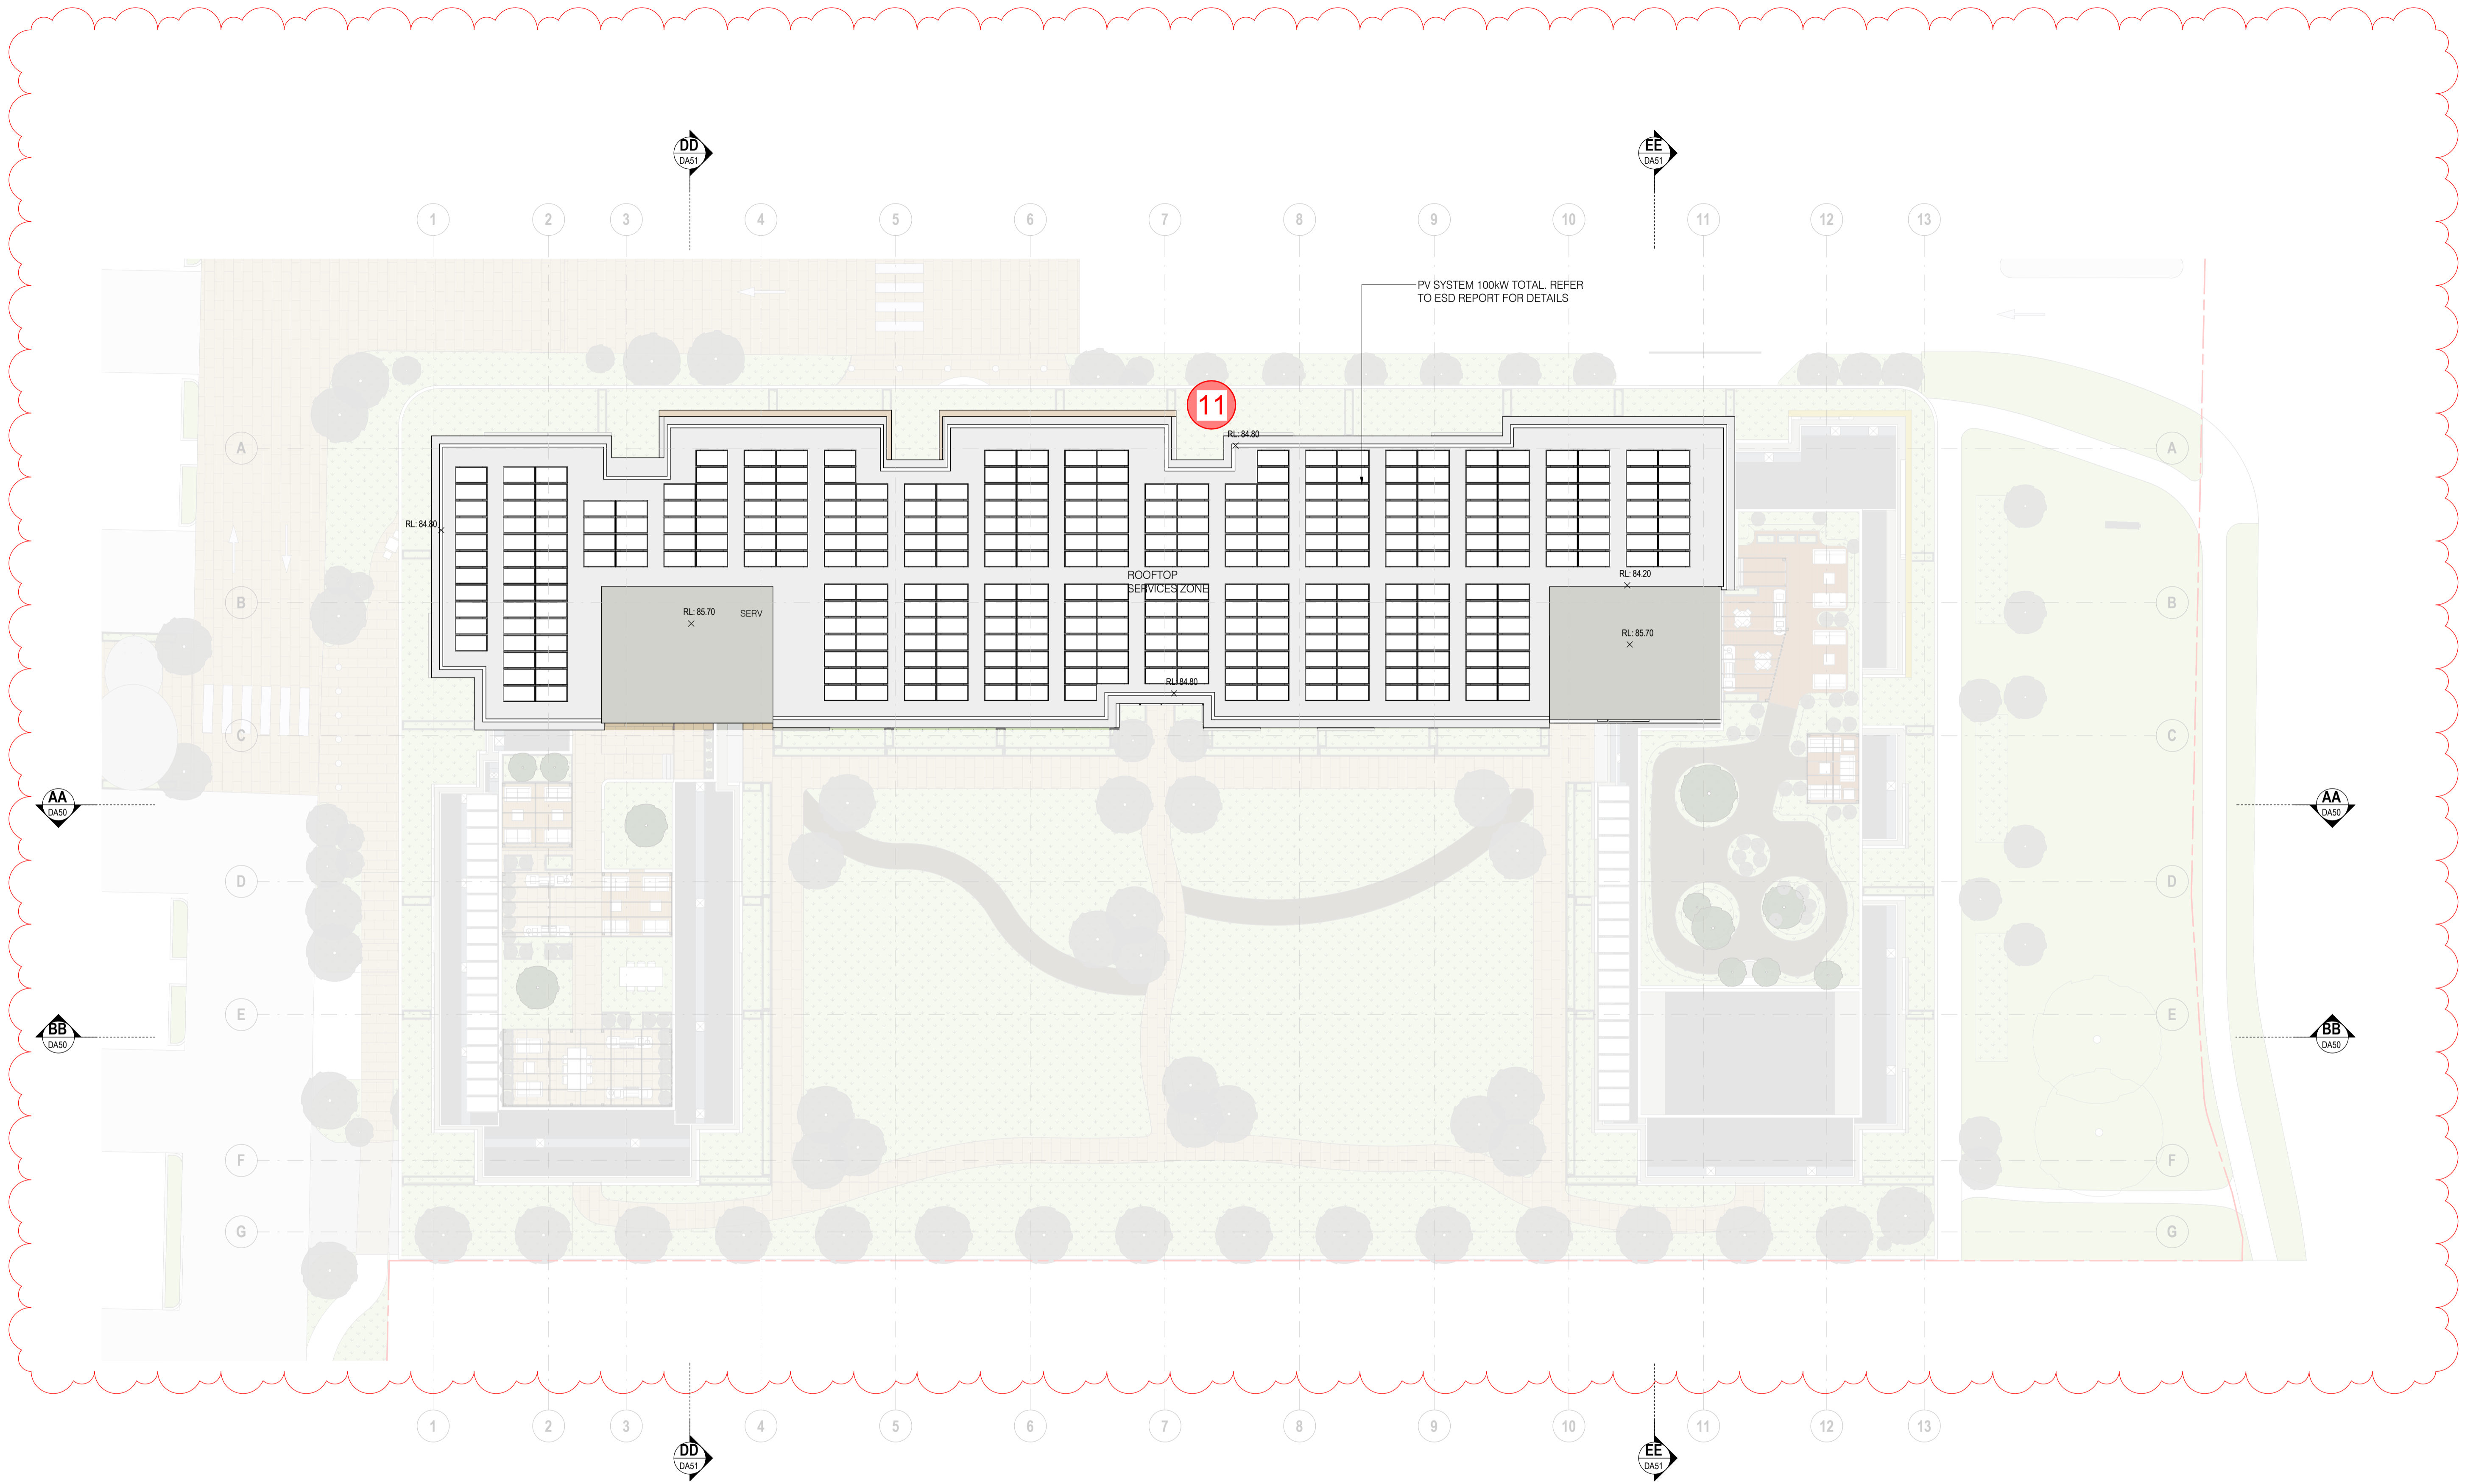 DD
DA51
EE
DA51
1 2 3 4 5 6 7 8 9 10 11 12 13
PV SYSTEM 100kW TOTAL. REFER
TO ESD REPORT FOR DETAILS
11
RL: 84.80
A A
RL: 84.80
ROOFTOP
SERVICES ZONE
RL: 84.20
B B
RL: 85.70
SERV
RL: 85.70
RL: 84.80
C C
AA
DA50
AA
DA50
D D
E E
BB
DA50
BB
DA50
F F
G G
1 2 3 4 5 6 7 8 9 10 11 12 13
DD
DA51
EE
DA51